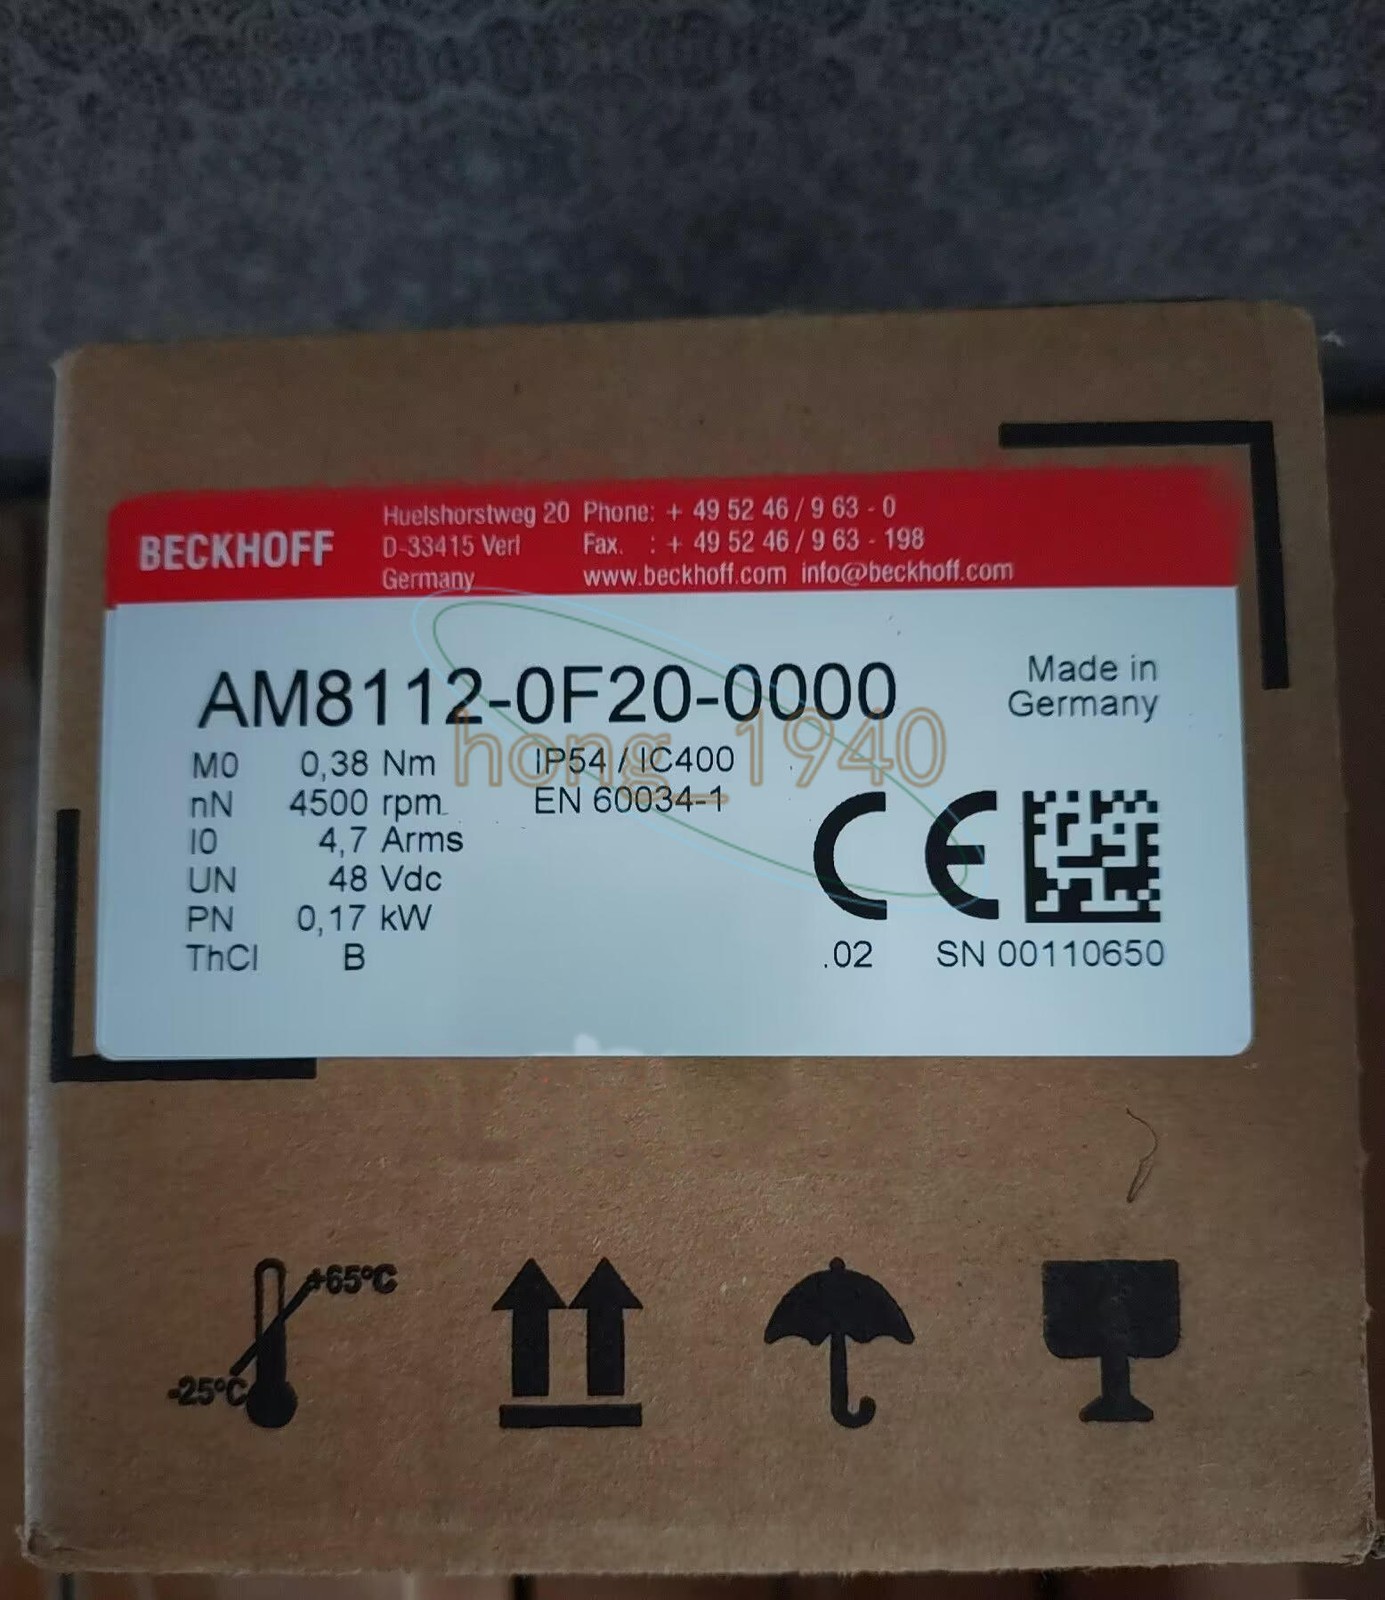 BECKHOFF
Huelshorstweg 20 Phone: + 49 52 46 / 9 63 - 0
D-33415 Verl Fax. : + 49 52 46 / 9 63 - 198
Germany www.beckhoff.com info@beckhoff.com
AM8112-0F20-0000
Made in
Germany
hong_1940
M0 0,38 Nm IP54 / IC400
nN 4500 rpm EN 60034-1
I0 4,7 Arms
UN 48 Vdc
PN 0,17 kW
ThCl B
CE
.02 SN 00110650
+65°C
-25°C